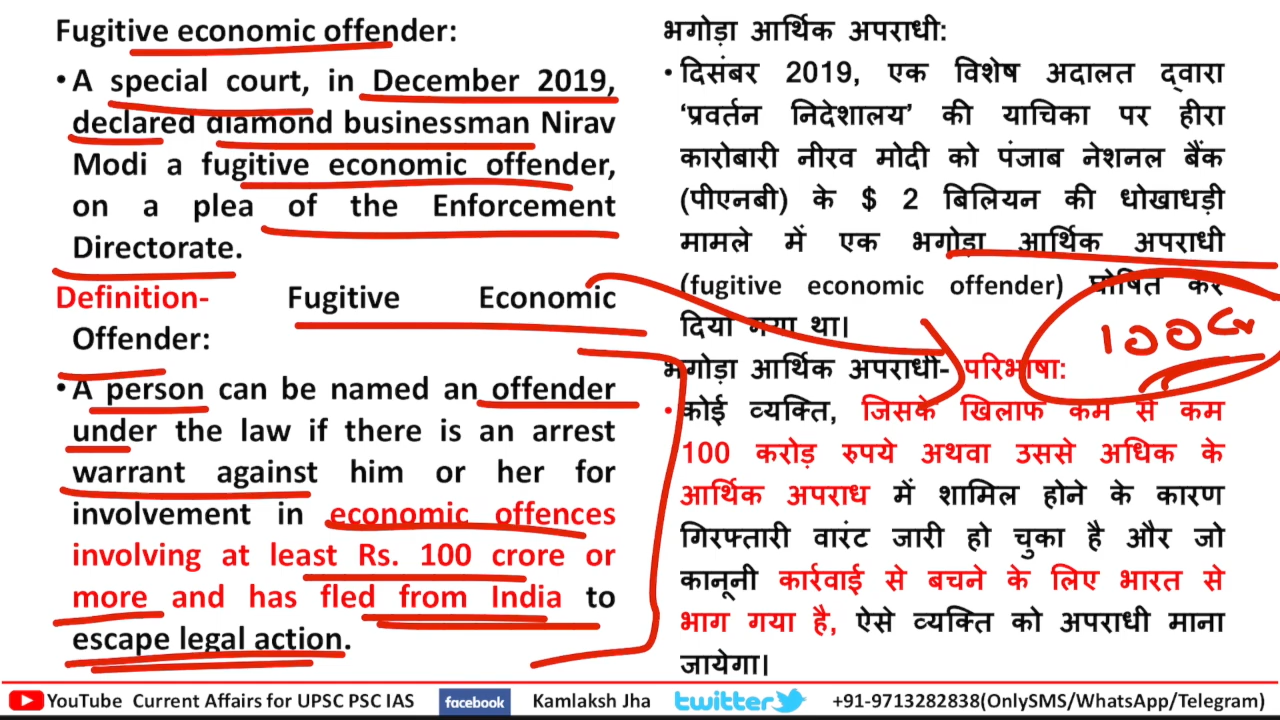 Fugitive economic offender:
• A special court, in December 2019,
declared diamond businessman Nirav
Modi a fugitive economic offender,
on a plea of the Enforcement
Directorate.
Definition- Fugitive Economic
Offender:
• A person can be named an offender
under the law if there is an arrest
warrant against him or her for
involvement in economic offences
involving at least Rs. 100 crore or
more and has fled from India to
escape legal action.
भगोड़ा आर्थिक अपराधी:
• दिसंबर 2019, एक विशेष अदालत द्वारा
‘प्रवर्तन निदेशालय’ की याचिका पर हीरा
कारोबारी नीरव मोदी को पंजाब नेशनल बैंक
(पीएनबी) के $ 2 बिलियन की धोखाधड़ी
मामले में एक भगोड़ा आर्थिक अपराधी
(fugitive economic offender) घोषित कर
दिया गया था।
100 Cr
भगोड़ा आर्थिक अपराधी- परिभाषा:
• कोई व्यक्ति, जिसके खिलाफ कम से कम
100 करोड़ रुपये अथवा उससे अधिक के
आर्थिक अपराध में शामिल होने के कारण
गिरफ्तारी वारंट जारी हो चुका है और जो
कानूनी कार्रवाई से बचने के लिए भारत से
भाग गया है, ऐसे व्यक्ति को अपराधी माना
जायेगा।
YouTube Current Affairs for UPSC PSC IAS facebook Kamlaksh Jha twitter +91-9713282838(OnlySMS/WhatsApp/Telegram)